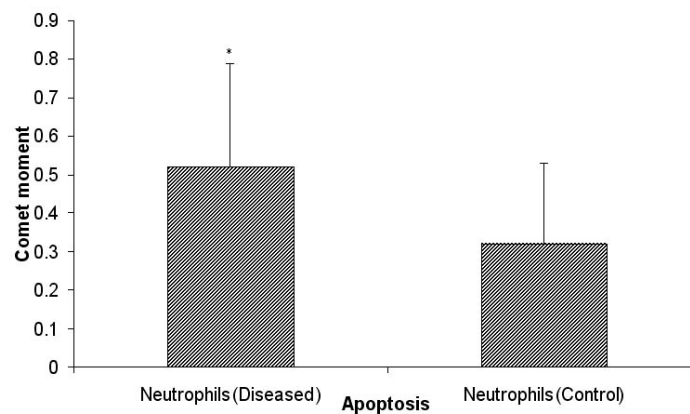 0.9
0.8
0.7
0.6
0.5
0.4
0.3
0.2
0.1
0
Comet moment
*
Neutrophils (Diseased)
Neutrophils (Control)
Apoptosis